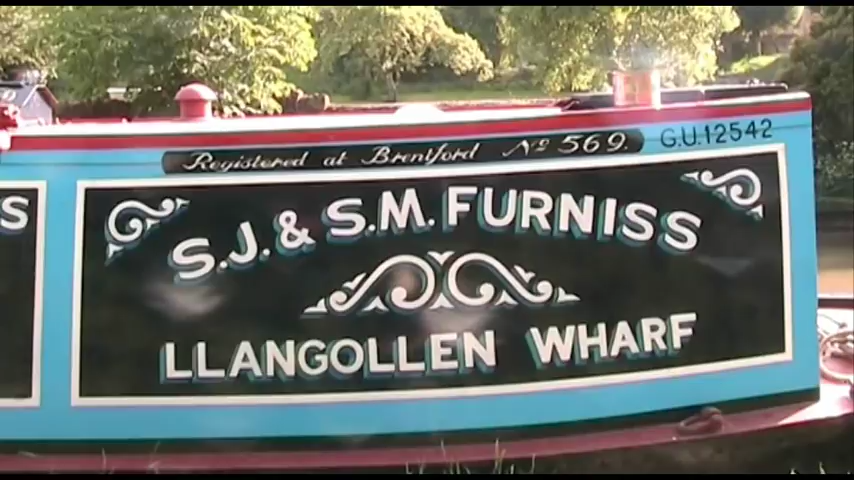 Registered at Brentford Nº 569.
G.U.12542
S.J.& S.M. FURNISS
LLANGOLLEN WHARF
S